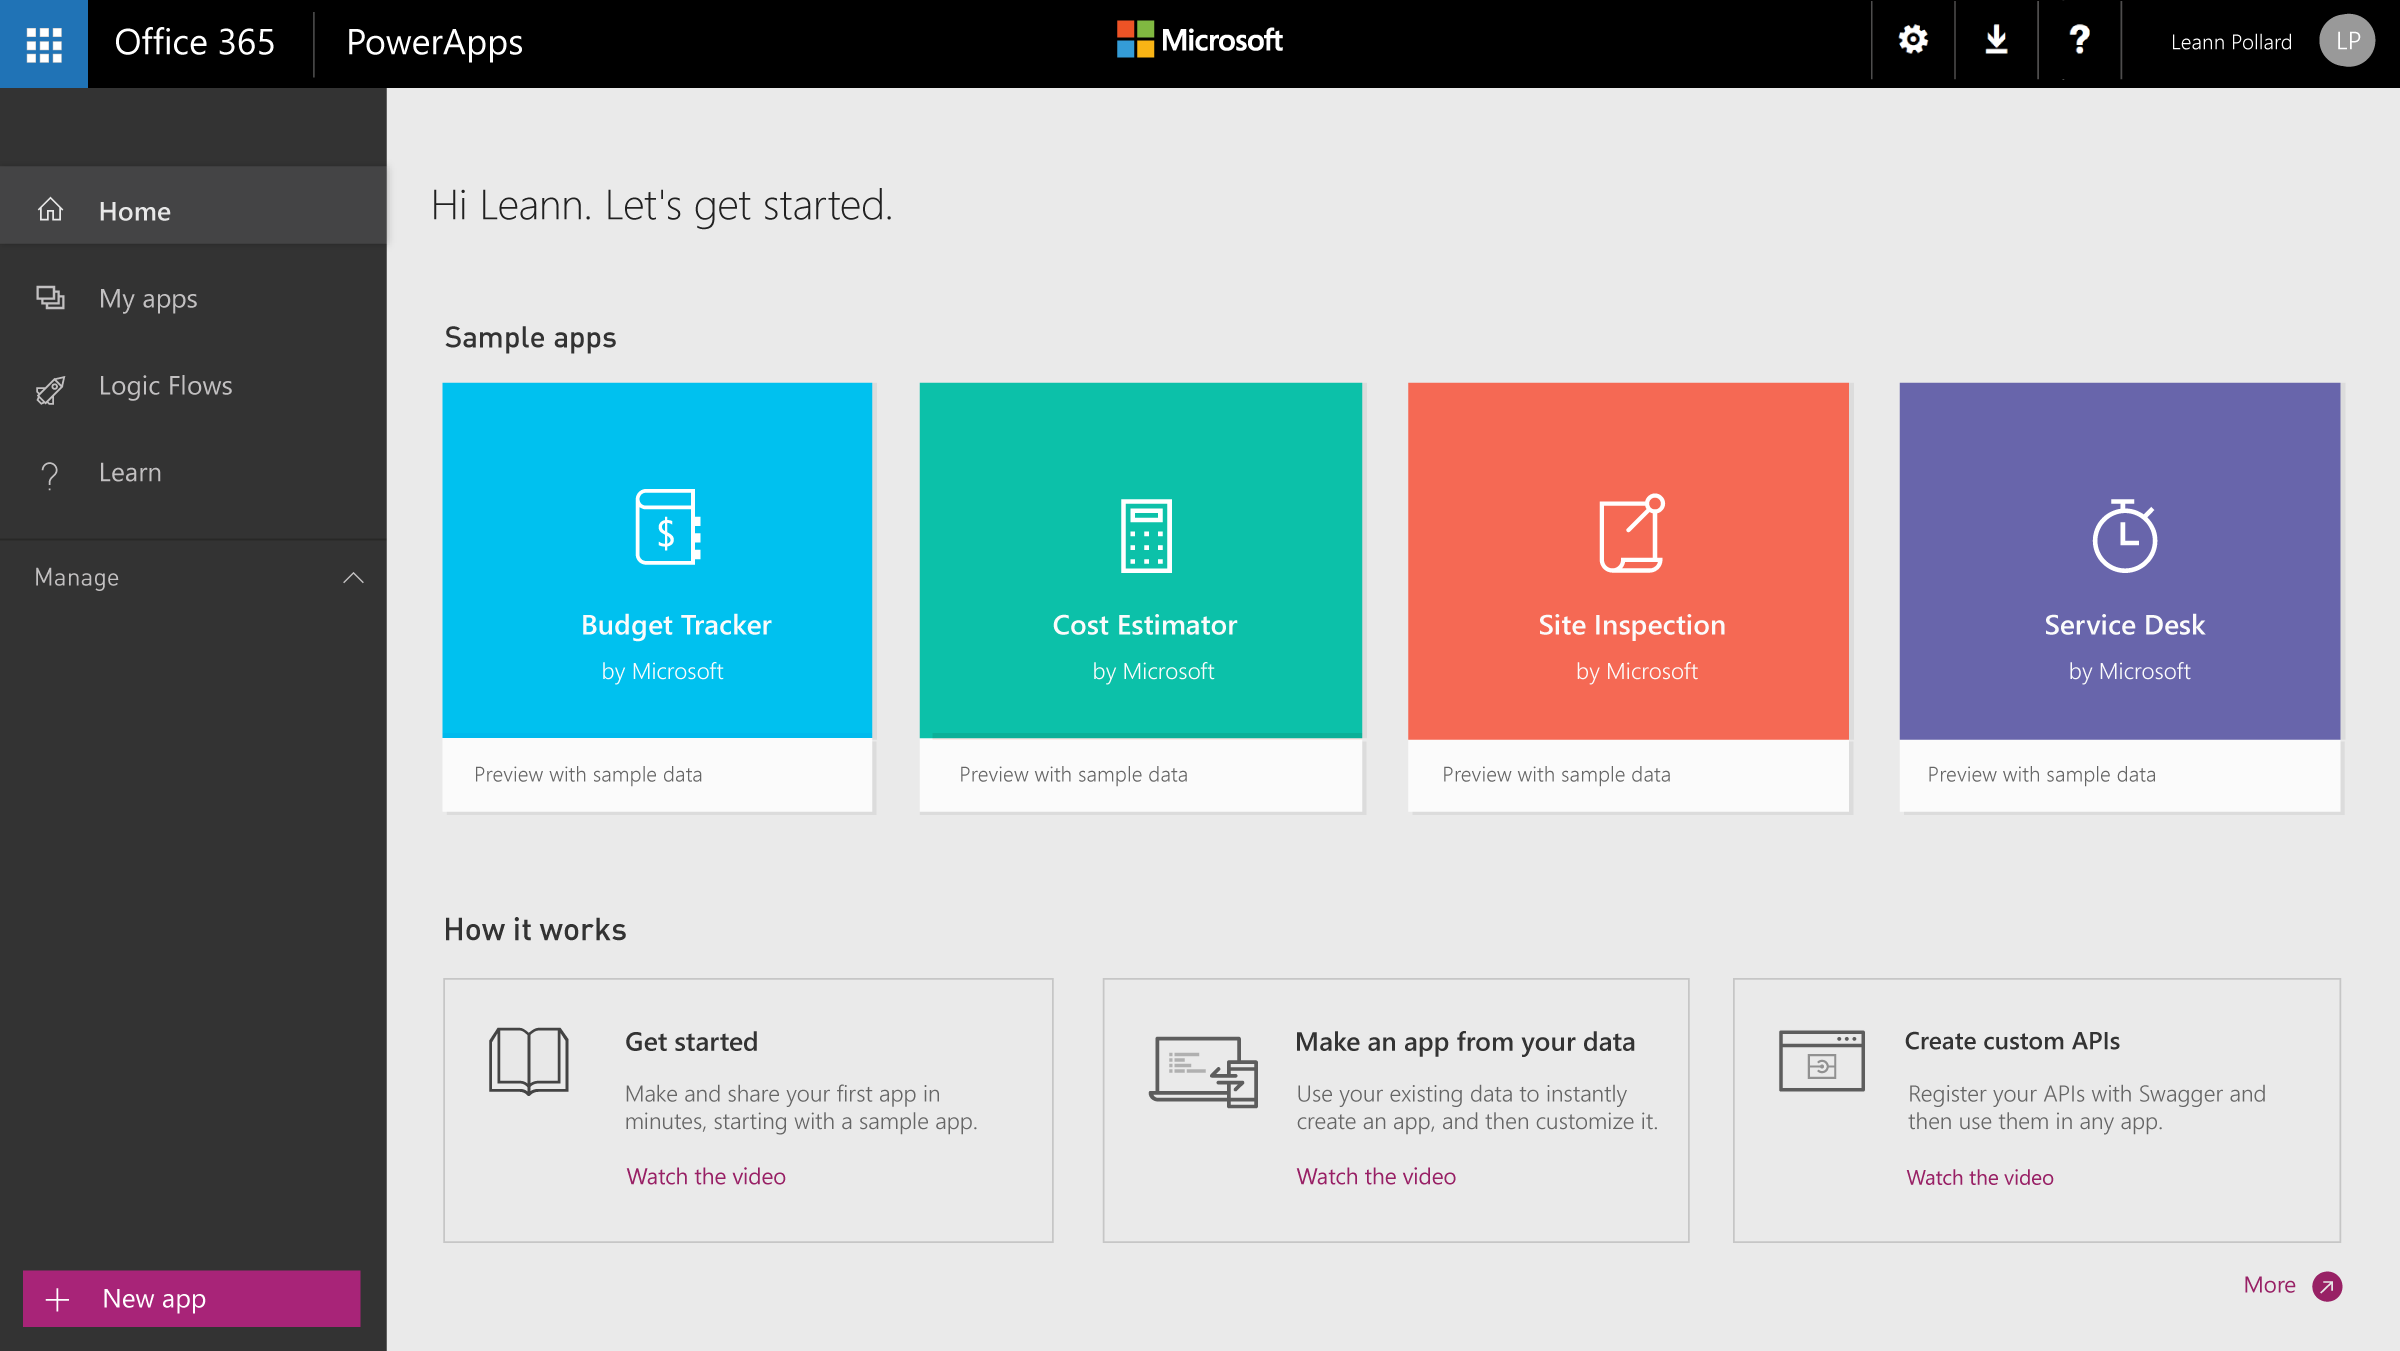 Office 365
PowerApps
Microsoft
?
Leann Pollard
LP
Home
My apps
Logic Flows
Learn
Manage
New app
Hi Leann. Let's get started.
Sample apps
$
Budget Tracker
by Microsoft
Preview with sample data
Cost Estimator
by Microsoft
Preview with sample data
Site Inspection
by Microsoft
Preview with sample data
Service Desk
by Microsoft
Preview with sample data
How it works
Get started
Make and share your first app in
minutes, starting with a sample app.
Watch the video
Make an app from your data
Use your existing data to instantly
create an app, and then customize it.
Watch the video
Create custom APIs
Register your APIs with Swagger and
then use them in any app.
Watch the video
More